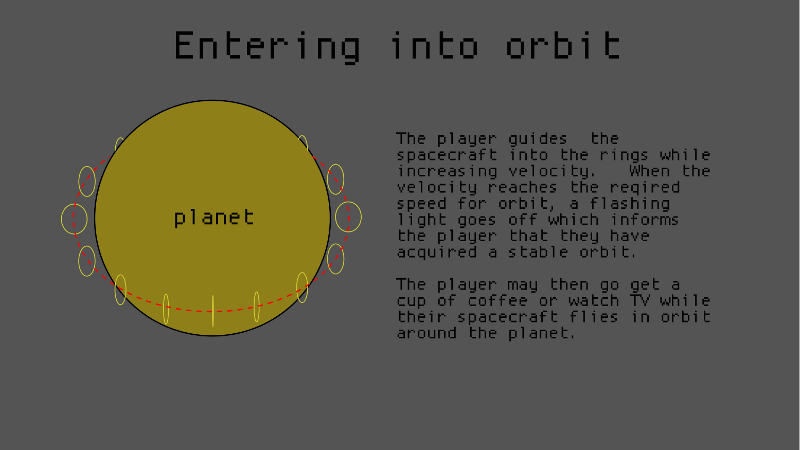 Entering into orbit
The player guides  the
spacecraft into the rings while
increasing velocity.   When the
velocity reaches the reqired
speed for orbit, a flashing
light goes off which informs
the player that they have
acquired a stable orbit.
The player may then go get a
cup of coffee or watch TV while
their spacecraft flies in orbit
around the planet.
planet